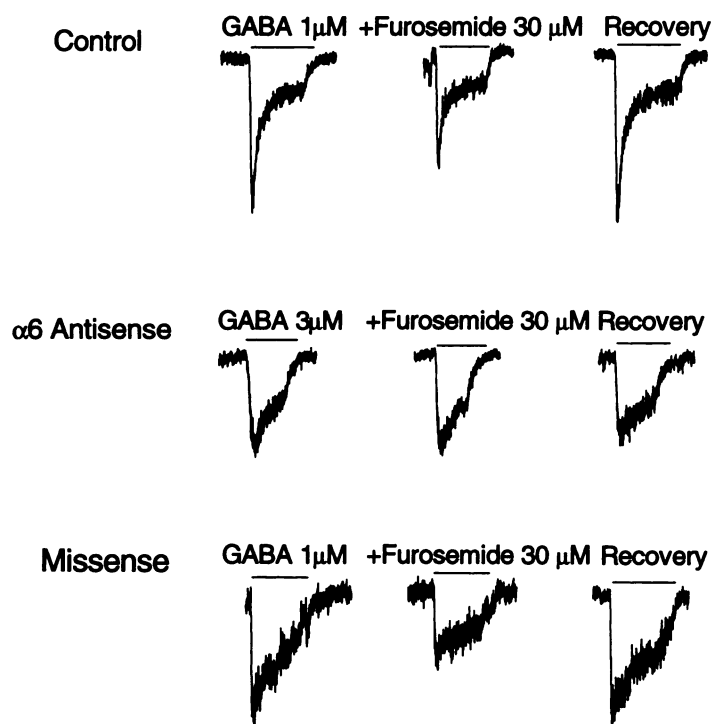 Control
GABA 1μM +Furosemide 30 μM Recovery
α6 Antisense
GABA 3μM +Furosemide 30 μM Recovery
Missense
GABA 1μM +Furosemide 30 μM Recovery